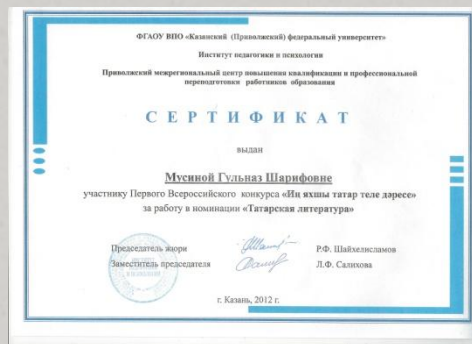 ФГАОУ ВПО «Казанский (Приволжский) федеральный университет»
Институт педагогики и психологии
Приволжский межрегиональный центр повышения квалификации и профессиональной
переподготовки работников образования
СЕРТИФИКАТ
выдан
Мусиной Гульназ Шарифовне
участнику Первого Всероссийского конкурса «Иң яхшы татар теле дәресе»
за работу в номинации «Татарская литература»
Председатель жюри Р.Ф. Шайхелисламов
Заместитель председателя Л.Ф. Салихова
г. Казань, 2012 г.